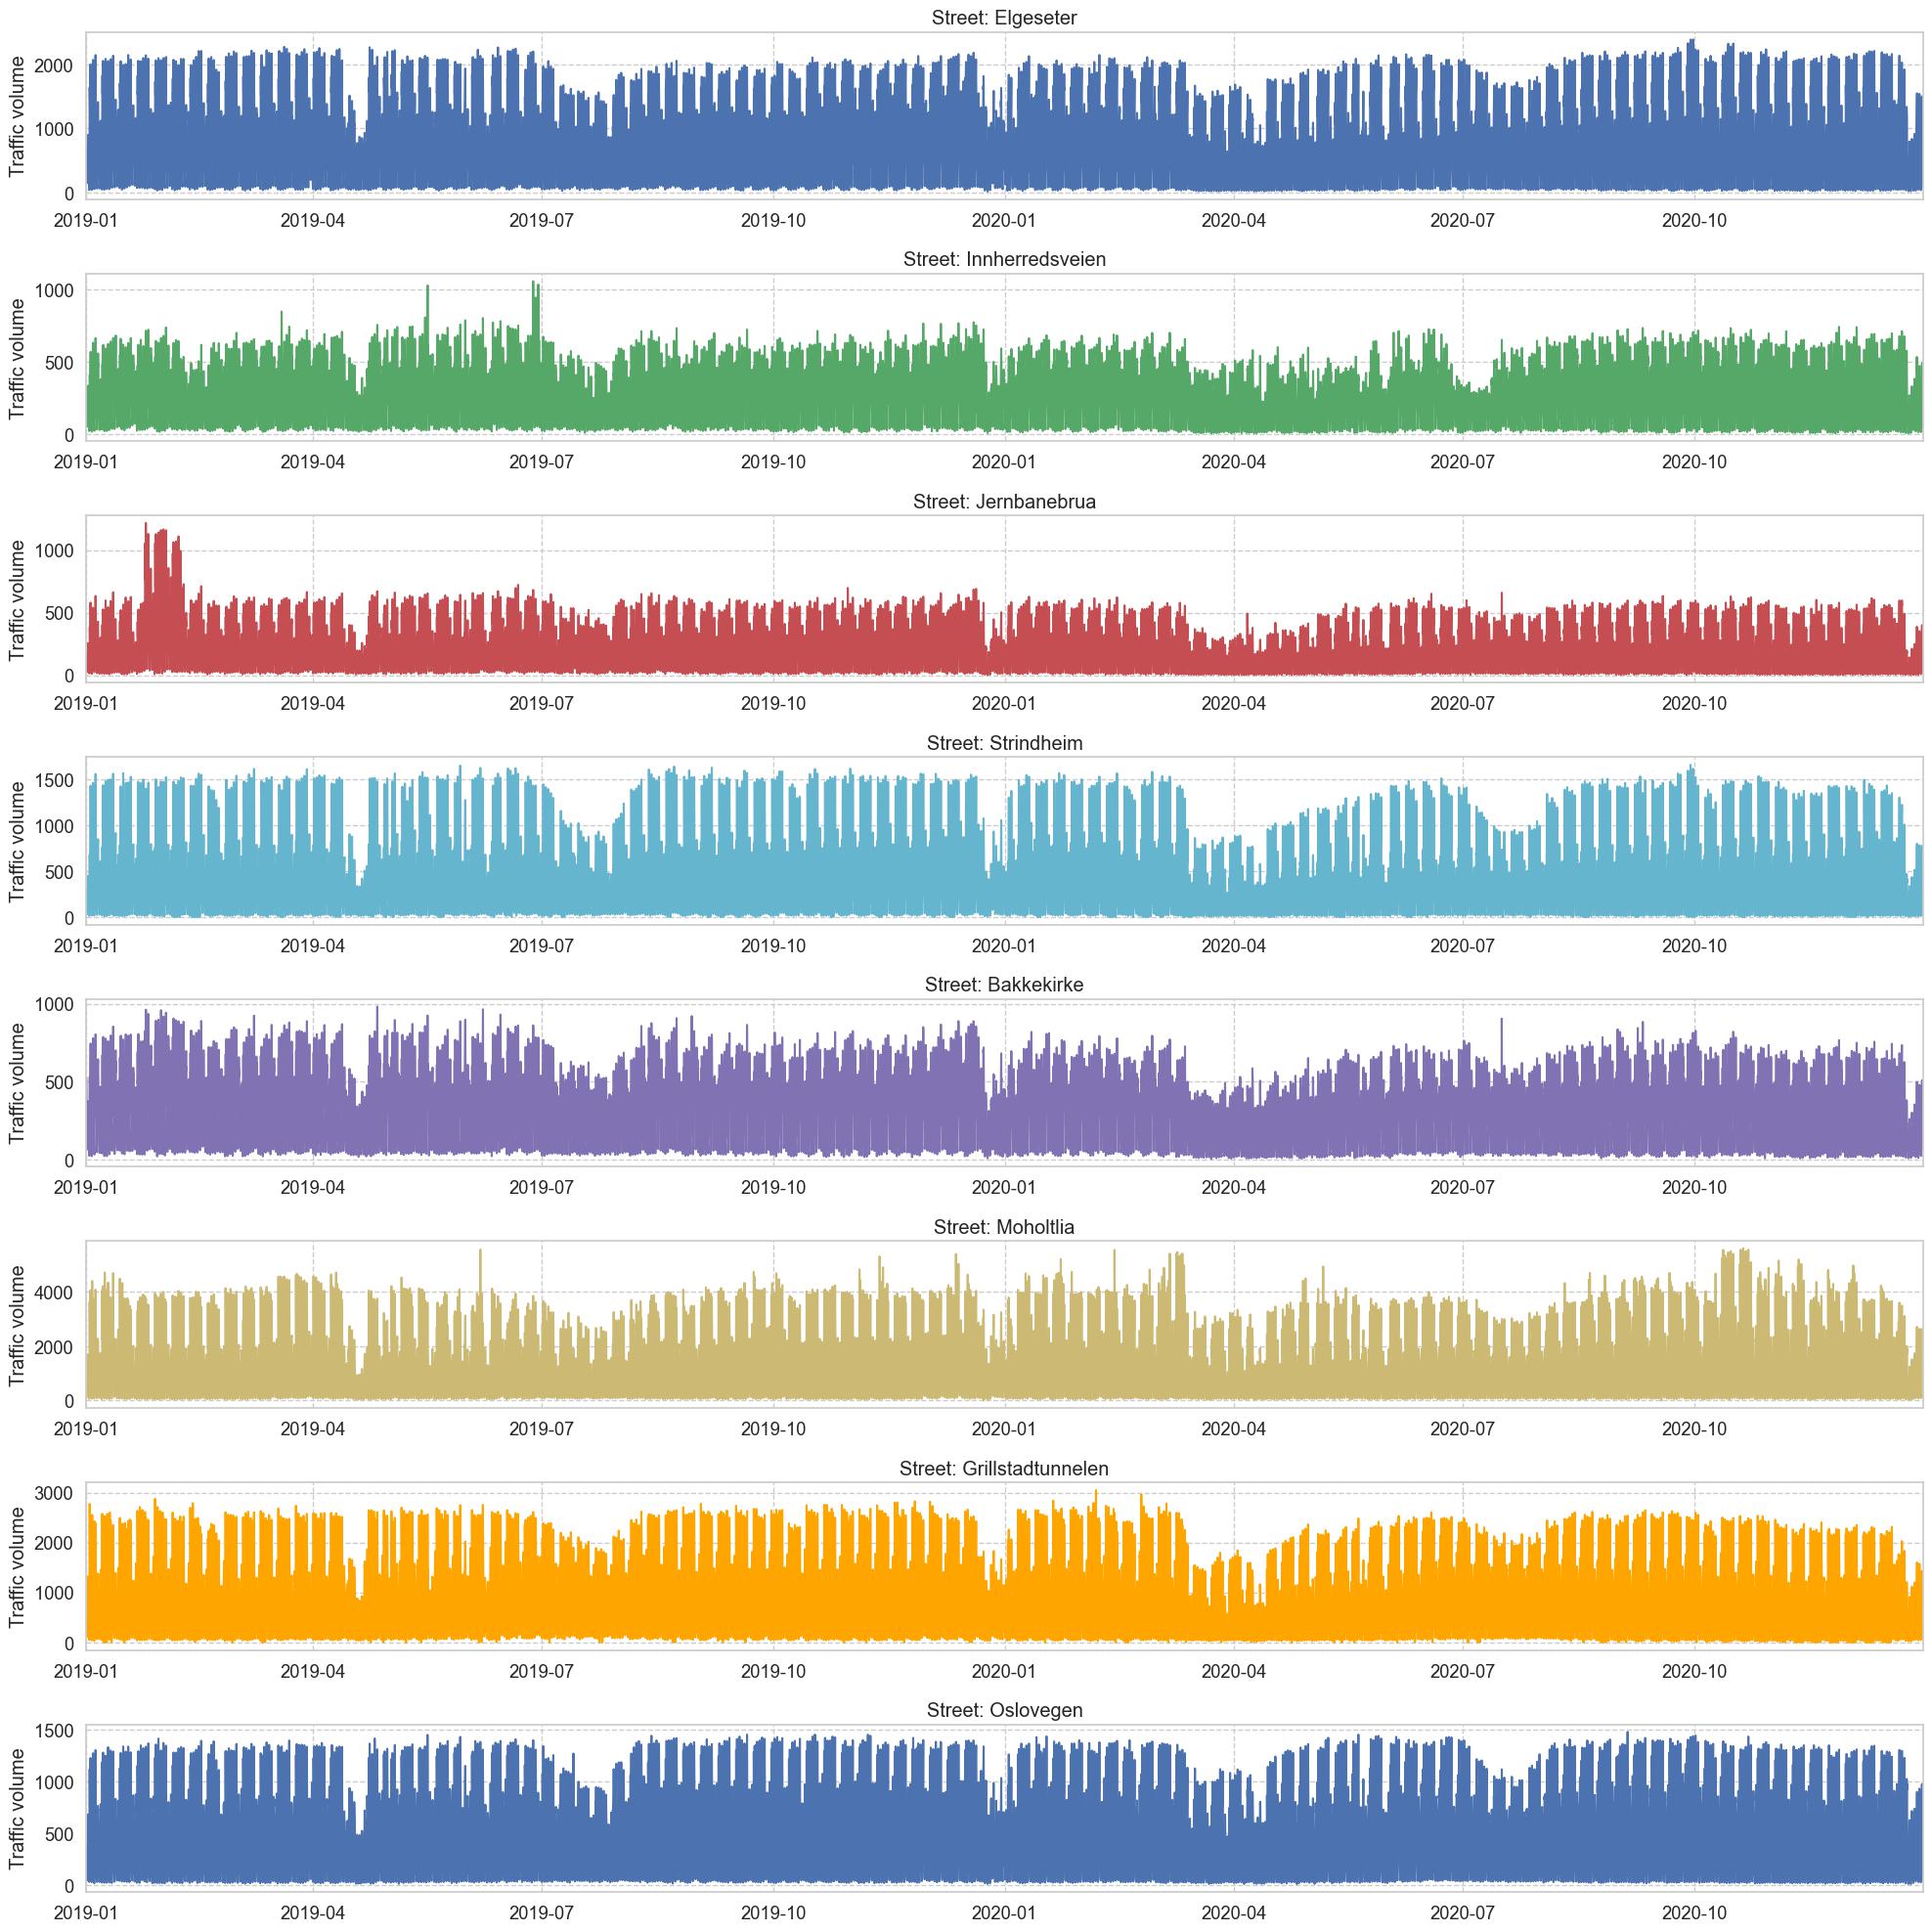 Street: Elgeseter
Traffic volume
2000
1000
0
2019-01 2019-04 2019-07 2019-10 2020-01 2020-04 2020-07 2020-10
Street: Innherredsveien
Traffic volume
1000
500
0
2019-01 2019-04 2019-07 2019-10 2020-01 2020-04 2020-07 2020-10
Street: Jernbanebrua
Traffic volume
1000
500
0
2019-01 2019-04 2019-07 2019-10 2020-01 2020-04 2020-07 2020-10
Street: Strindheim
Traffic volume
1500
1000
500
0
2019-01 2019-04 2019-07 2019-10 2020-01 2020-04 2020-07 2020-10
Street: Bakkekirke
Traffic volume
1000
500
0
2019-01 2019-04 2019-07 2019-10 2020-01 2020-04 2020-07 2020-10
Street: Moholtlia
Traffic volume
4000
2000
0
2019-01 2019-04 2019-07 2019-10 2020-01 2020-04 2020-07 2020-10
Street: Grillstadtunnelen
Traffic volume
3000
2000
1000
0
2019-01 2019-04 2019-07 2019-10 2020-01 2020-04 2020-07 2020-10
Street: Oslovegen
Traffic volume
1500
1000
500
0
2019-01 2019-04 2019-07 2019-10 2020-01 2020-04 2020-07 2020-10